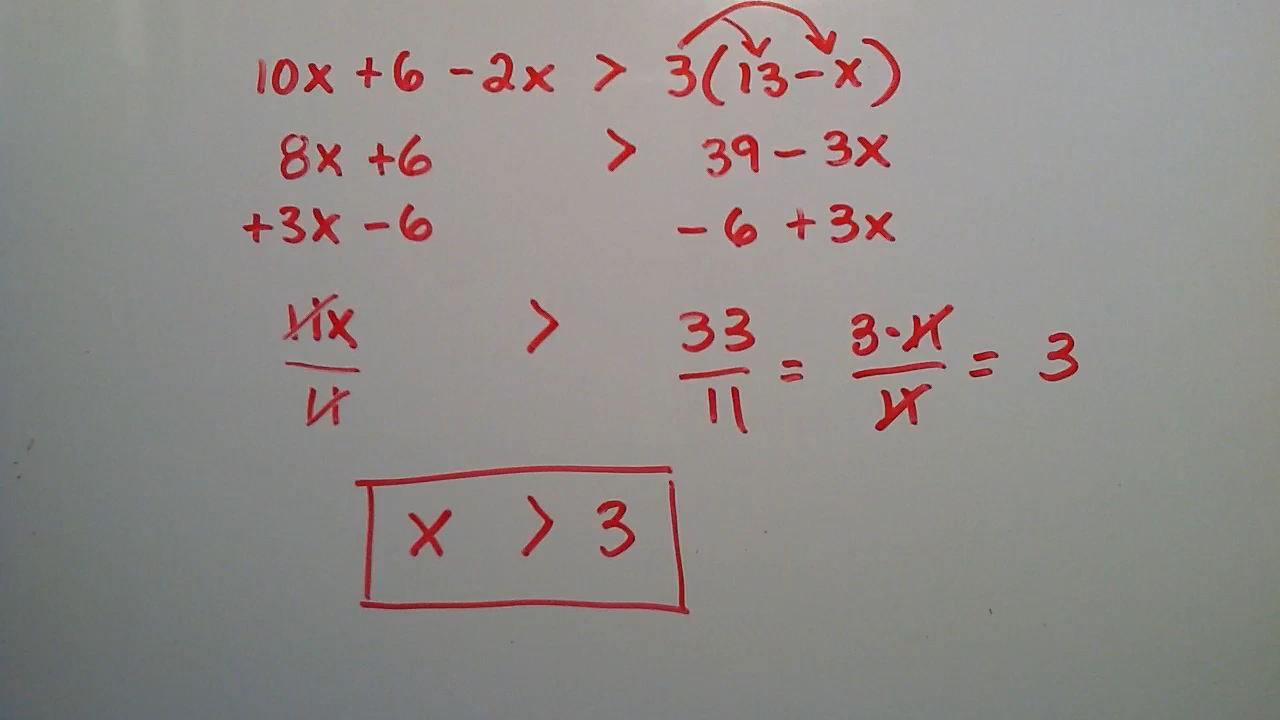 10x + 6 - 2x > 3(13 - x)
8x + 6 > 39 - 3x
+3x - 6 - 6 + 3x
11x/11 > 33/11 = 3·11/11 = 3
x > 3